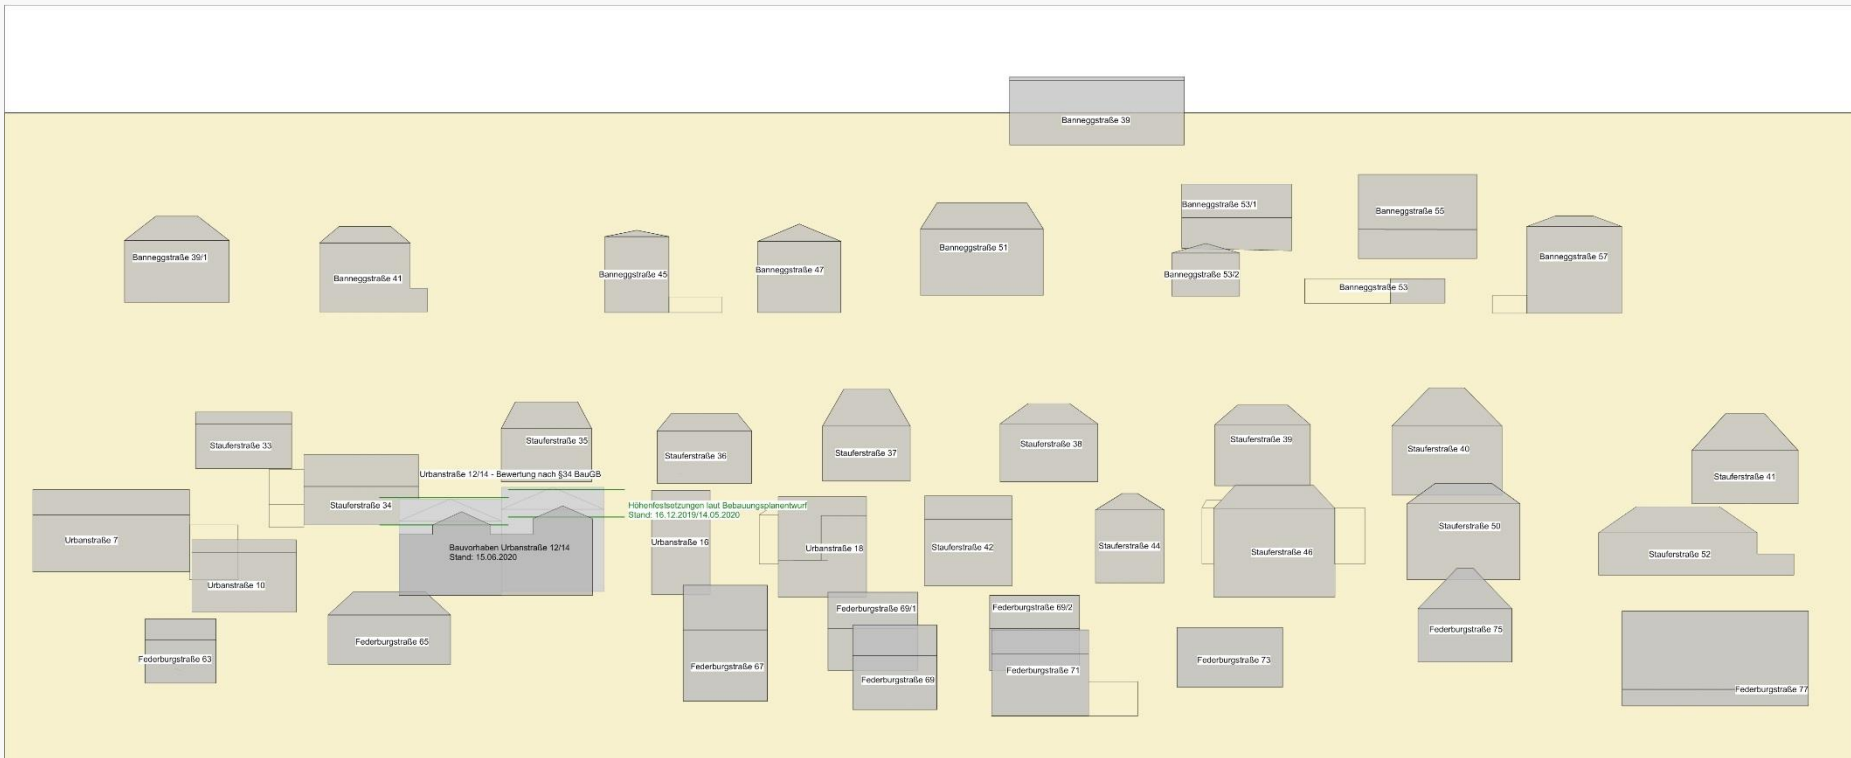 Banneggstraße 39
Banneggstraße 53/1
Banneggstraße 55
Banneggstraße 39/1
Banneggstraße 41
Banneggstraße 45
Banneggstraße 47
Banneggstraße 51
Banneggstraße 53/2
Banneggstraße 53
Banneggstraße 57
Stauferstraße 33
Stauferstraße 35
Stauferstraße 36
Stauferstraße 37
Stauferstraße 38
Stauferstraße 39
Stauferstraße 40
Stauferstraße 41
Urbanstraße 12/14 - Bewertung nach §34 BauGB
Stauferstraße 34
Höhenfestsetzungen laut Bebauungsplanentwurf
Stand: 16.12.2019/14.05.2020
Urbanstraße 7
Bauvorhaben Urbanstraße 12/14
Stand: 15.06.2020
Urbanstraße 16
Urbanstraße 18
Stauferstraße 42
Stauferstraße 44
Stauferstraße 46
Stauferstraße 50
Stauferstraße 52
Urbanstraße 10
Federburgstraße 69/1
Federburgstraße 69/2
Federburgstraße 63
Federburgstraße 65
Federburgstraße 67
Federburgstraße 69
Federburgstraße 71
Federburgstraße 73
Federburgstraße 75
Federburgstraße 77